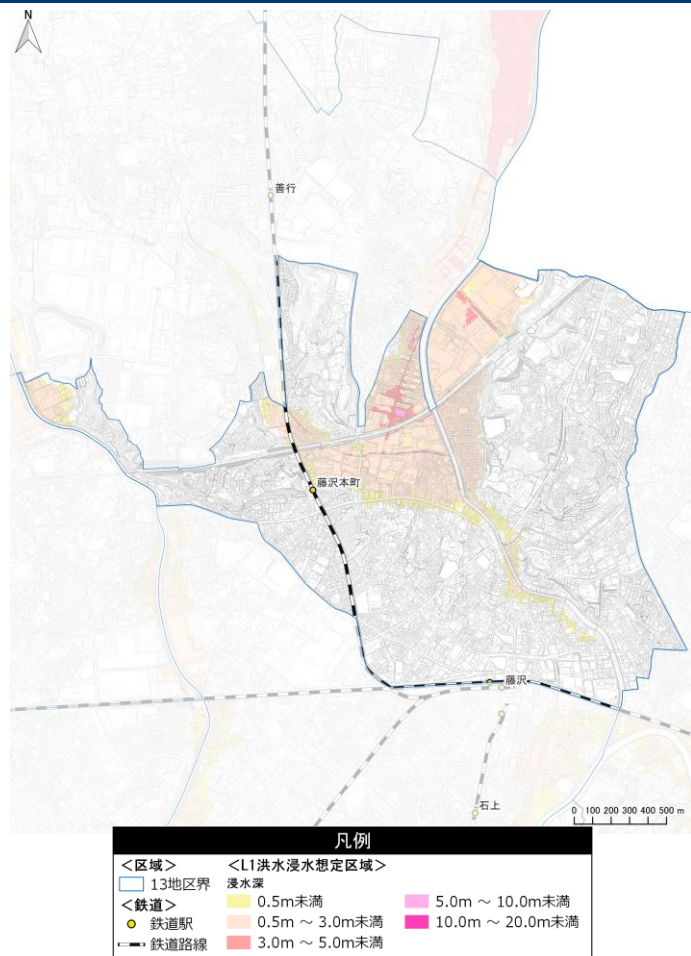 N
善行
藤沢本町
藤沢
石上
0 100 200 300 400 500 m
凡例
<区域>
13地区界
<鉄道>
鉄道駅
鉄道路線
<L1洪水浸水想定区域>
浸水深
0.5m未満
0.5m ~ 3.0m未満
3.0m ~ 5.0m未満
5.0m ~ 10.0m未満
10.0m ~ 20.0m未満